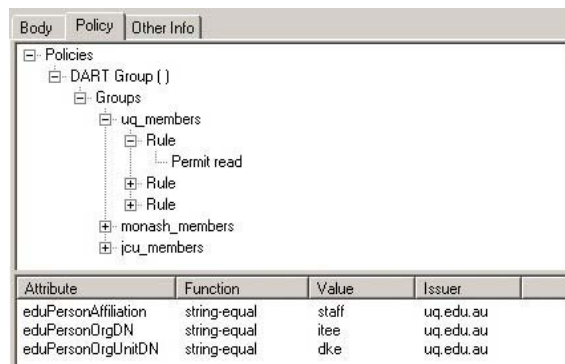 Body Policy Other Info
Policies
DART Group ( )
Groups
uq_members
Rule
Permit read
Rule
Rule
monash_members
jcu_members
Attribute Function Value Issuer
eduPersonAffiliation string-equal staff uq.edu.au
eduPersonOrgDN string-equal itee uq.edu.au
eduPersonOrgUnitDN string-equal dke uq.edu.au